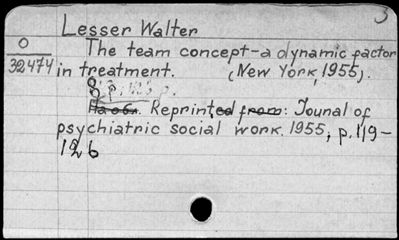 5
Lesser Walter
O
32474
The team concept-a dynamic factor
in treatment. (New York, 1955).
8 p.
Reprinted from: Jounal of
psychiatric social work. 1955, p. 119-
126